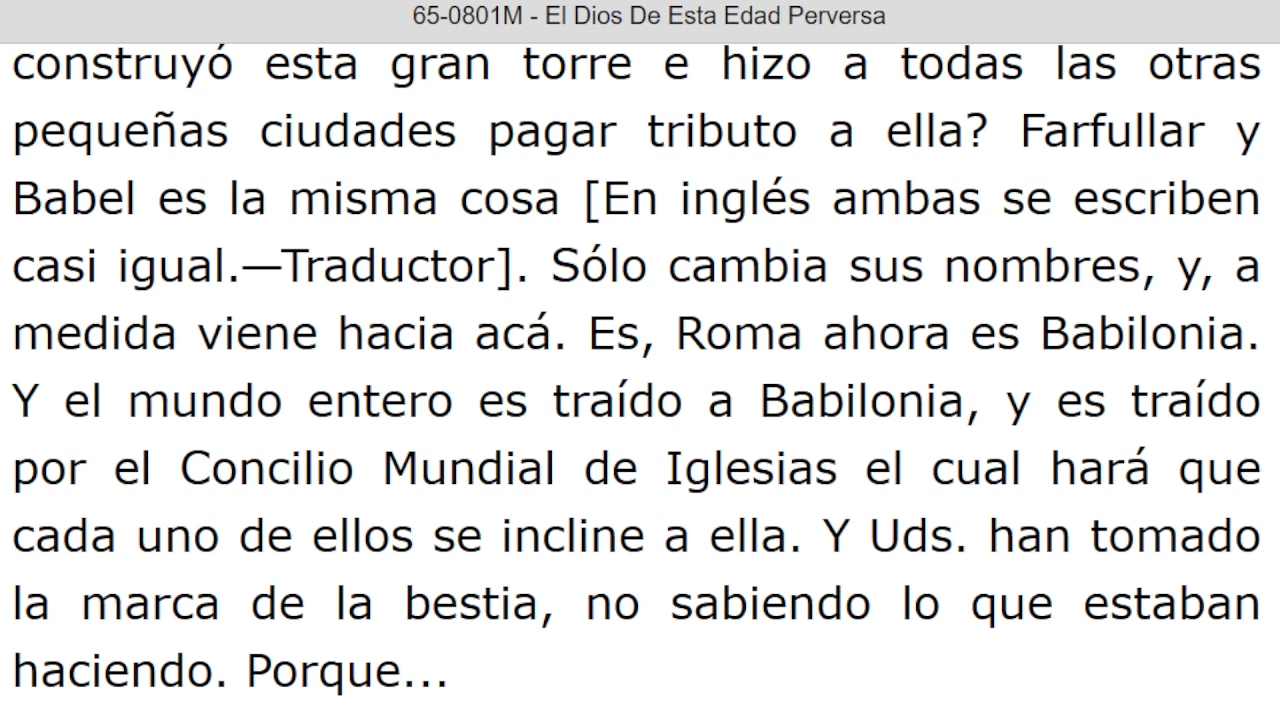 65-0801M - El Dios De Esta Edad Perversa
construyó esta gran torre e hizo a todas las otras
pequeñas ciudades pagar tributo a ella? Farfullar y
Babel es la misma cosa [En inglés ambas se escriben
casi igual.—Traductor]. Sólo cambia sus nombres, y, a
medida viene hacia acá. Es, Roma ahora es Babilonia.
Y el mundo entero es traído a Babilonia, y es traído
por el Concilio Mundial de Iglesias el cual hará que
cada uno de ellos se incline a ella. Y Uds. han tomado
la marca de la bestia, no sabiendo lo que estaban
haciendo. Porque...